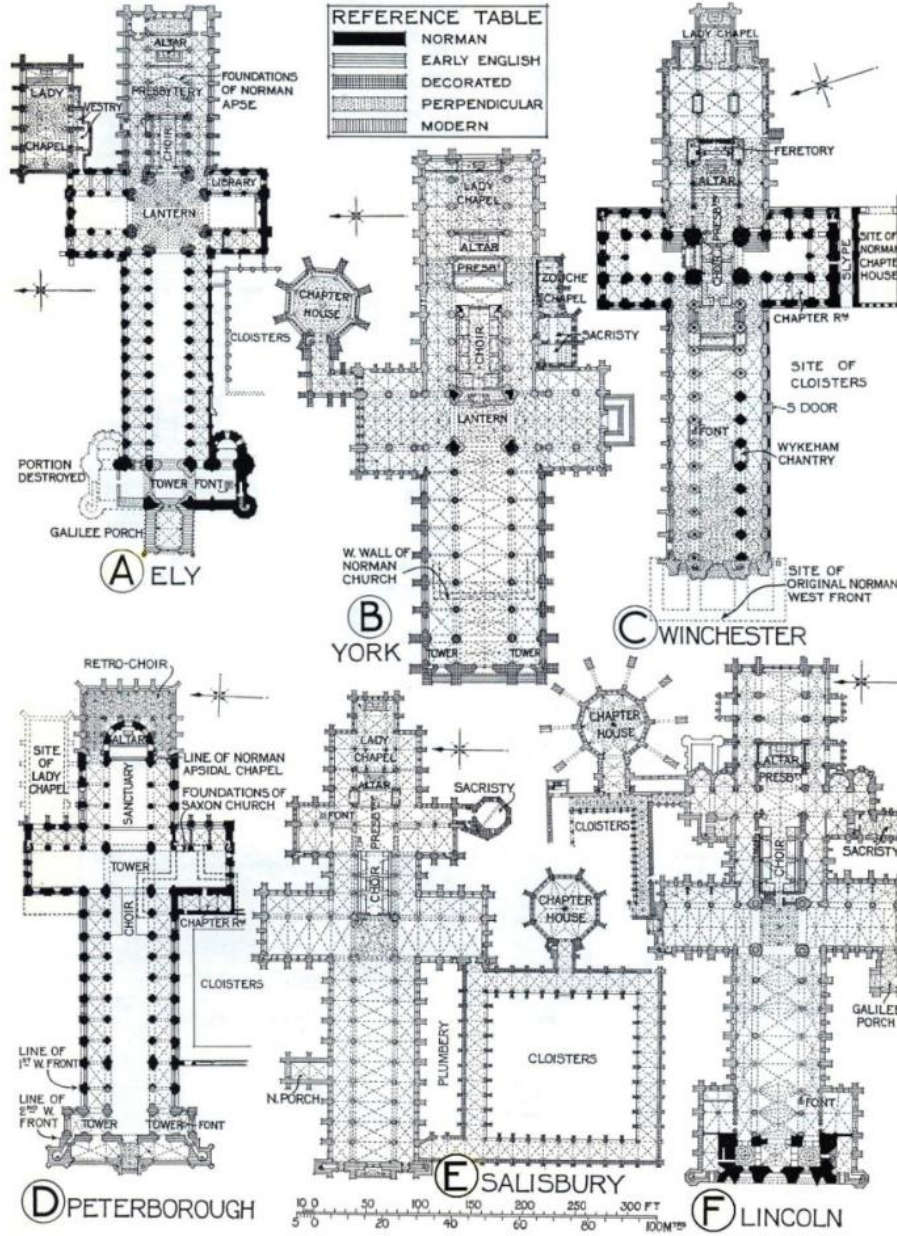 REFERENCE TABLE
NORMAN
EARLY ENGLISH
DECORATED
PERPENDICULAR
MODERN
ALTAR
FOUNDATIONS
OF NORMAN
APSE
PRESBYTERY
LADY
CHAPEL
VESTRY
CHOIR
LIBRARY
LANTERN
CLOISTERS
PORTION
DESTROYED
TOWER
FONT
GALILEE PORCH
A ELY
LADY
CHAPEL
ALTAR
PRESBY
ZOUCHE
CHAPEL
CHAPTER
HOUSE
SACRISTY
CHOIR
LANTERN
W. WALL OF
NORMAN
CHURCH
TOWER
TOWER
B
YORK
LADY CHAPEL
FERETORY
ALTAR
PRESBY
CHOIR
SLYPE
SITE OF
NORMAN
CHAPTER
HOUSE
CHAPTER RM
SITE OF
CLOISTERS
S DOOR
FONT
WYKEHAM
CHANTRY
SITE OF
ORIGINAL NORMAN
WEST FRONT
C WINCHESTER
RETRO-CHOIR
ALTAR
SITE OF
LADY CHAPEL
LINE OF NORMAN
APSIDAL CHAPEL
SANCTUARY
FOUNDATIONS OF
SAXON CHURCH
TOWER
CHOIR
CHAPTER RM
CLOISTERS
LINE OF
1ST W. FRONT
LINE OF
2ND W.
FRONT
TOWER
TOWER
FONT
D PETERBOROUGH
LADY
CHAPEL
ALTAR
SACRISTY
FONT
PRESBY
CHOIR
CHAPTER
HOUSE
PLUMBERY
CLOISTERS
N. PORCH
E SALISBURY
10 0 50 100 150 200 250 300 FT
5 0 20 40 60 80 100 MTRS
CHAPTER
HOUSE
ALTAR
PRESBY
CLOISTERS
SACRISTY
CHOIR
GALILEE
PORCH
FONT
F LINCOLN